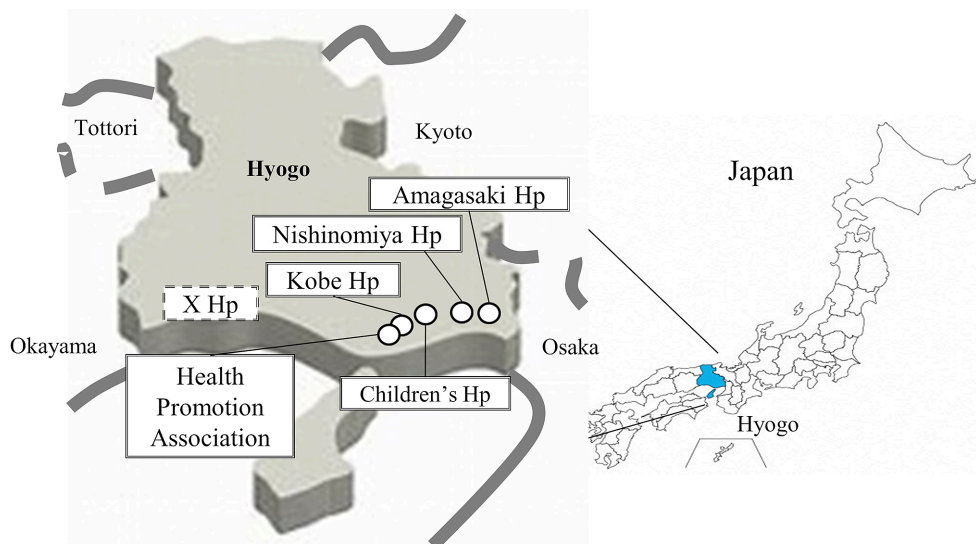 Tottori
Kyoto
Hyogo
Amagasaki Hp
Nishinomiya Hp
Kobe Hp
X Hp
Okayama
Osaka
Health
Promotion
Association
Children’s Hp
Japan
Hyogo